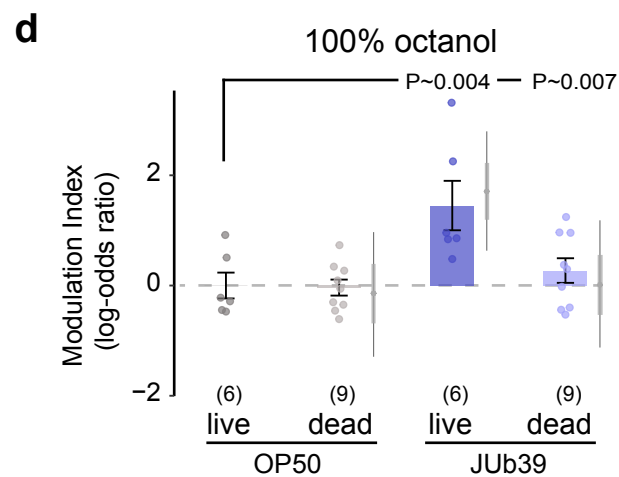 d
100% octanol
P~0.004
P~0.007
Modulation Index
(log-odds ratio)
2
0
−2
(6) (9) (6) (9)
live dead live dead
OP50 JUb39